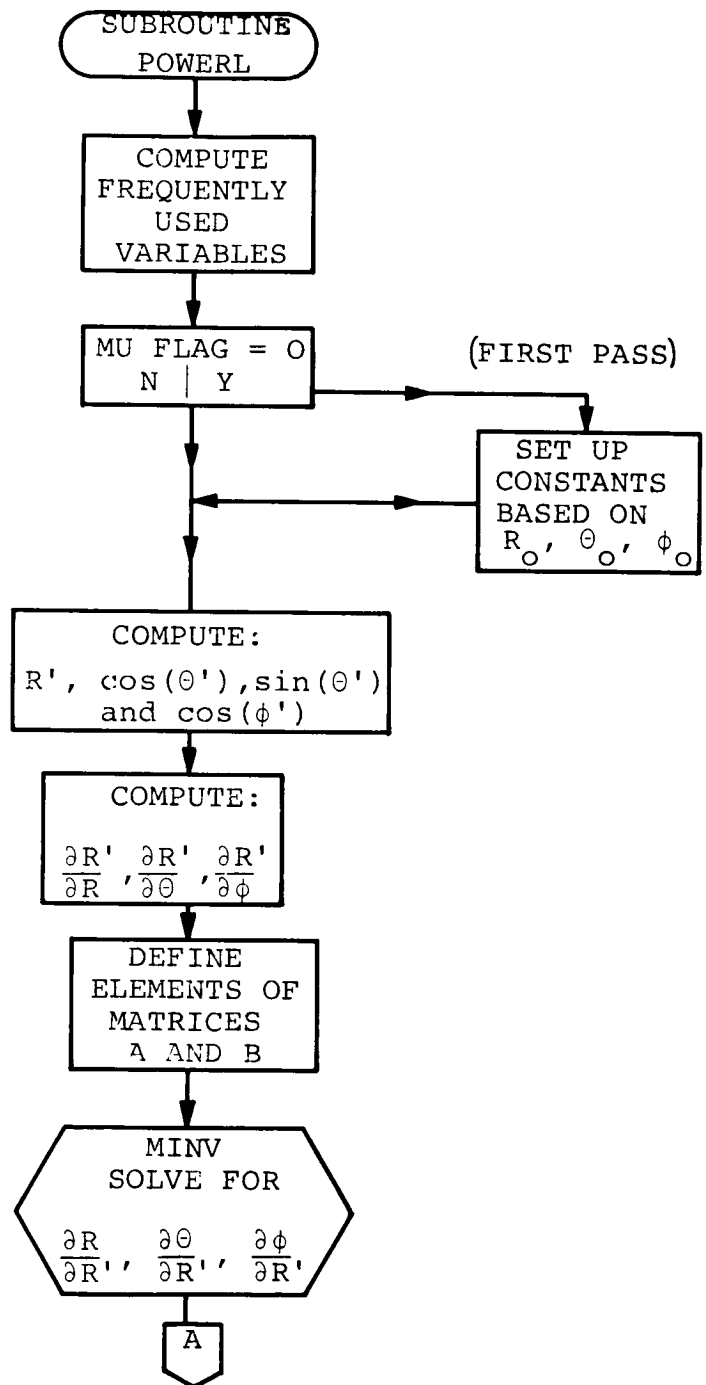 SUBROUTINE
POWERL
COMPUTE
FREQUENTLY
USED
VARIABLES
MU FLAG = O
N | Y
(FIRST PASS)
SET UP
CONSTANTS
BASED ON
R_O, Θ_O, ϕ_O
COMPUTE:
R', cos(Θ'),sin(Θ')
and cos(ϕ')
COMPUTE:
∂R'/∂R, ∂R'/∂Θ, ∂R'/∂ϕ
DEFINE
ELEMENTS OF
MATRICES
A AND B
MINV
SOLVE FOR
∂R/∂R', ∂Θ/∂R', ∂ϕ/∂R'
A